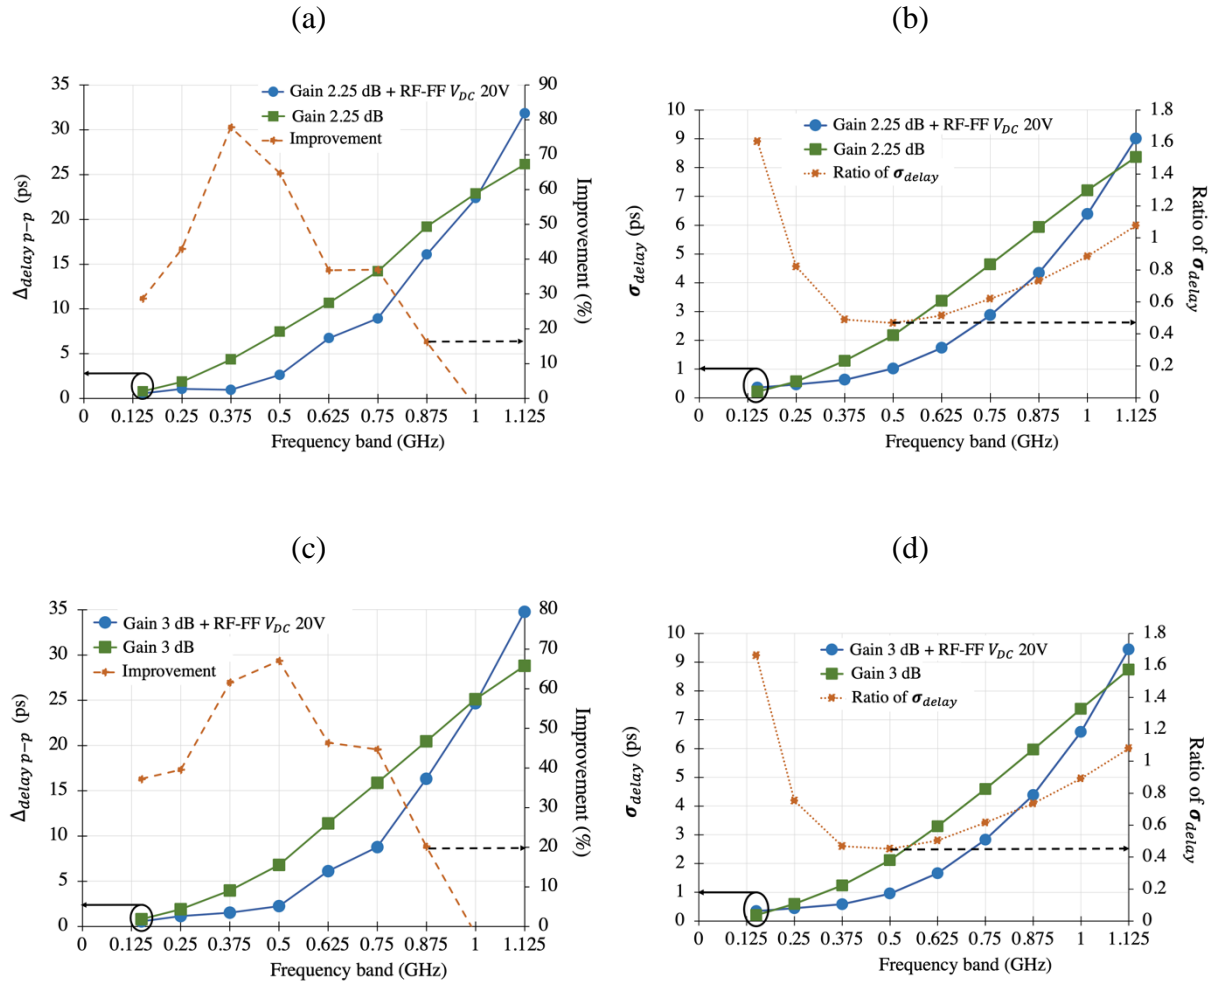 (a)
35
30
25
20
15
10
5
0
Δdelay p−p (ps)
Gain 2.25 dB + RF-FF VDC 20V
Gain 2.25 dB
Improvement
90
80
70
60
50
40
30
20
10
0
Improvement (%)
0 0.125 0.25 0.375 0.5 0.625 0.75 0.875 1 1.125
Frequency band (GHz)
(b)
10
9
8
7
6
5
4
3
2
1
0
σdelay (ps)
Gain 2.25 dB + RF-FF VDC 20V
Gain 2.25 dB
Ratio of σdelay
1.8
1.6
1.4
1.2
1
0.8
0.6
0.4
0.2
0
Ratio of σdelay
0 0.125 0.25 0.375 0.5 0.625 0.75 0.875 1 1.125
Frequency band (GHz)
(c)
35
30
25
20
15
10
5
0
Δdelay p−p (ps)
Gain 3 dB + RF-FF VDC 20V
Gain 3 dB
Improvement
80
70
60
50
40
30
20
10
0
Improvement (%)
0 0.125 0.25 0.375 0.5 0.625 0.75 0.875 1 1.125
Frequency band (GHz)
(d)
10
9
8
7
6
5
4
3
2
1
0
σdelay (ps)
Gain 3 dB + RF-FF VDC 20V
Gain 3 dB
Ratio of σdelay
1.8
1.6
1.4
1.2
1
0.8
0.6
0.4
0.2
0
Ratio of σdelay
0 0.125 0.25 0.375 0.5 0.625 0.75 0.875 1 1.125
Frequency band (GHz)